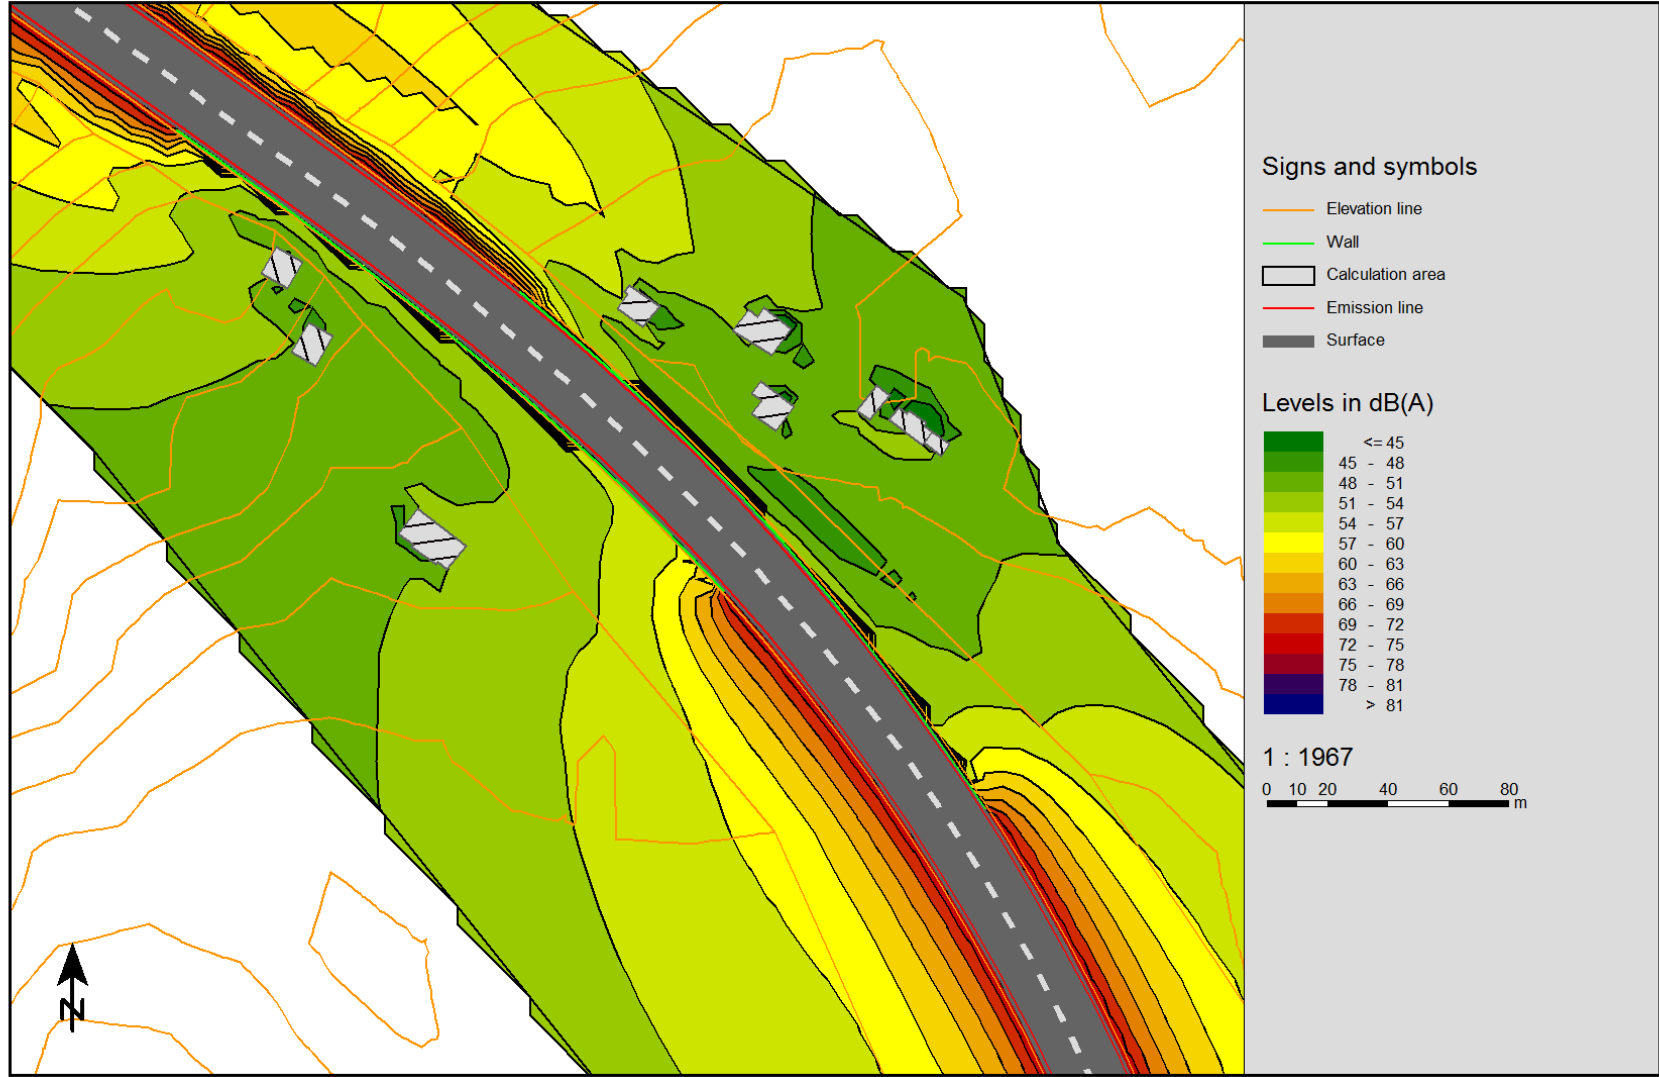 Signs and symbols
Elevation line
Wall
Calculation area
Emission line
Surface
Levels in dB(A)
<= 45
45 - 48
48 - 51
51 - 54
54 - 57
57 - 60
60 - 63
63 - 66
66 - 69
69 - 72
72 - 75
75 - 78
78 - 81
> 81
1 : 1967
0 10 20 40 60 80
m
N